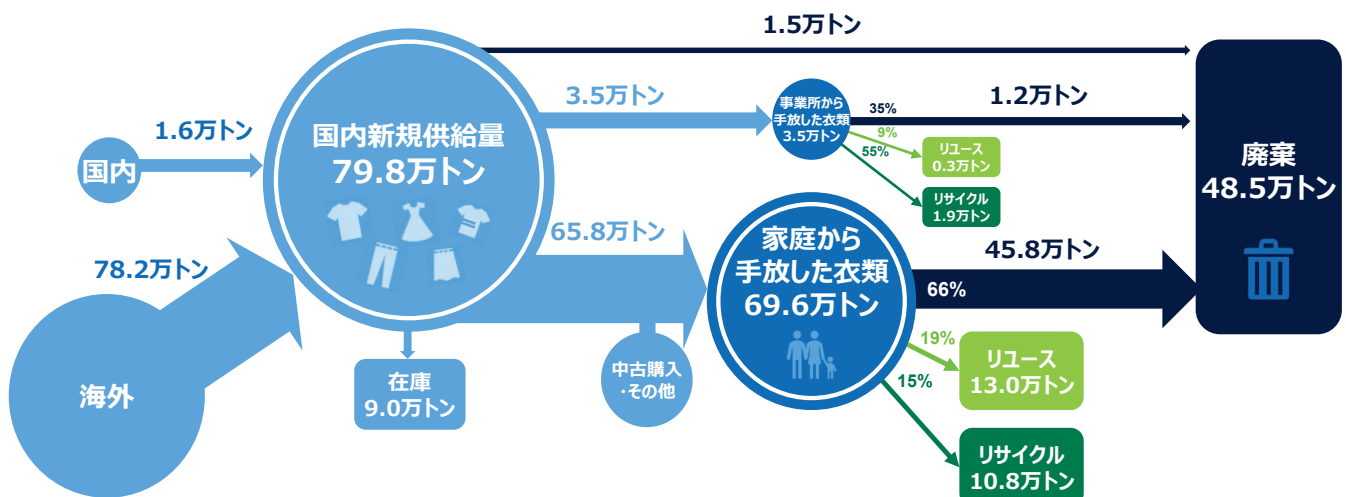 1.5万トン
3.5万トン
事業所から
手放した衣類
3.5万トン
35%
1.2万トン
9%
55%
リユース
0.3万トン
リサイクル
1.9万トン
国内
1.6万トン
国内新規供給量
79.8万トン
廃棄
48.5万トン
海外
78.2万トン
65.8万トン
家庭から
手放した衣類
69.6万トン
45.8万トン
66%
在庫
9.0万トン
中古購入
・その他
19%
リユース
13.0万トン
15%
リサイクル
10.8万トン